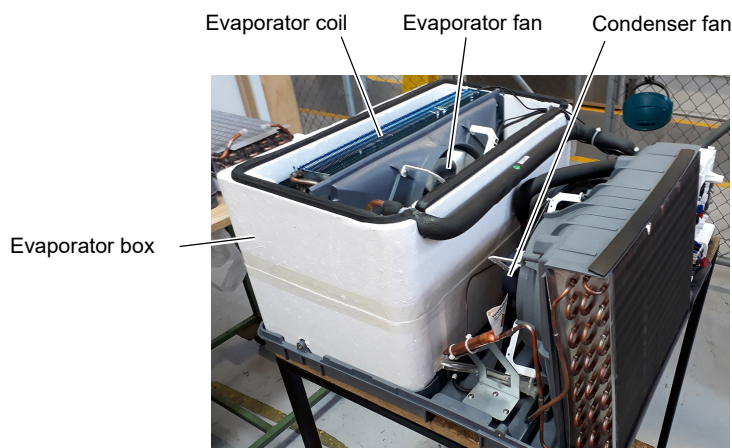 Evaporator coil
Evaporator fan
Condenser fan
Evaporator box